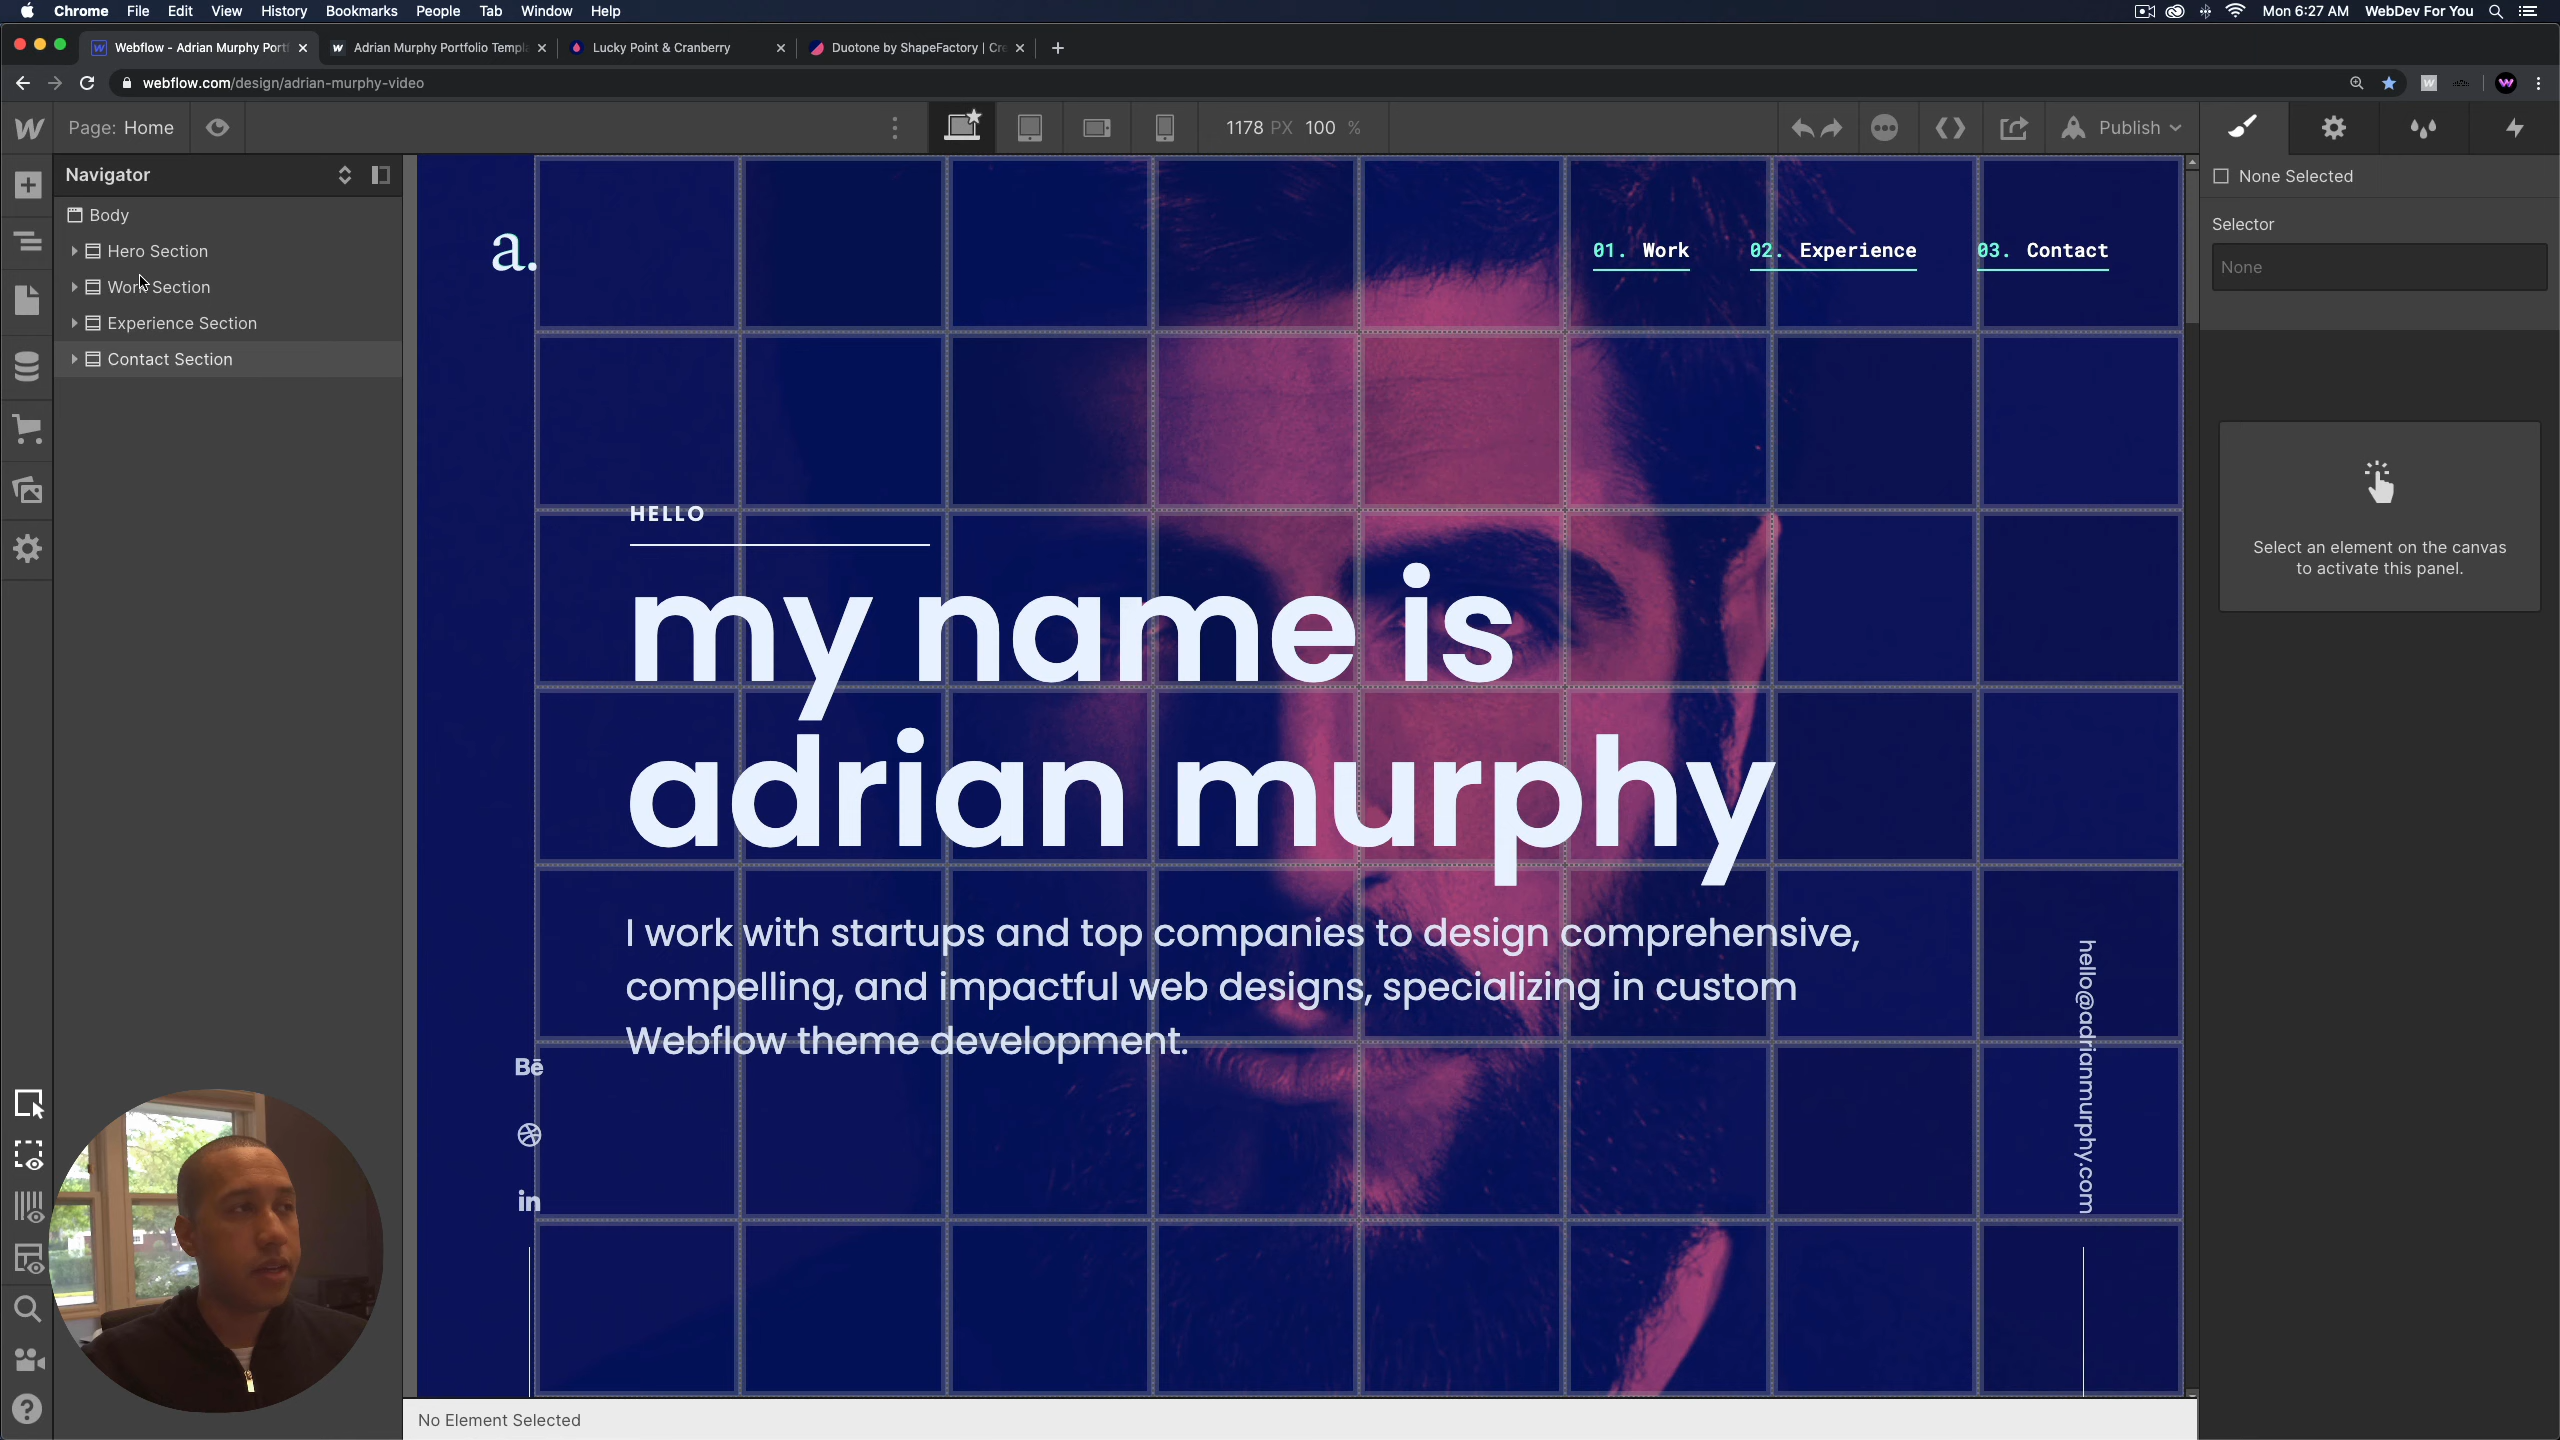 Chrome File Edit View History Bookmarks People Tab Window Help
Mon 6:27 AM WebDev For You
Webflow - Adrian Murphy Portf
Adrian Murphy Portfolio Templ
Lucky Point & Cranberry
Duotone by ShapeFactory | Cre
webflow.com/design/adrian-murphy-video
Page: Home
1178 PX 100 %
Publish
Navigator
Body
Hero Section
Work Section
Experience Section
Contact Section
None Selected
Selector
None
Select an element on the canvas
to activate this panel.
a.
01. Work
02. Experience
03. Contact
HELLO
my name is
adrian murphy
I work with startups and top companies to design comprehensive,
compelling, and impactful web designs, specializing in custom
Webflow theme development.
Bē
in
hello@adrianmurphy.com
No Element Selected